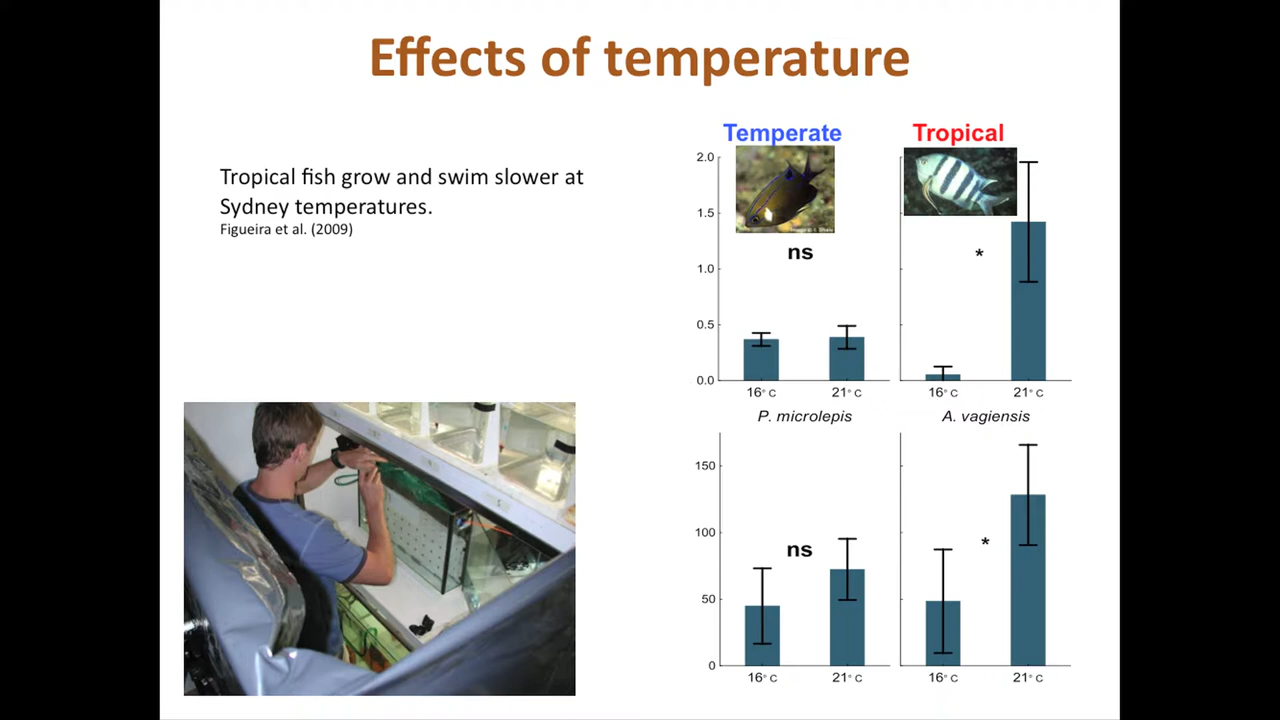 Effects of temperature
Tropical fish grow and swim slower at
Sydney temperatures.
Figueira et al. (2009)
Temperate
Tropical
2.0
1.5
1.0
0.5
0.0
ns
*
16° C
21° C
16° C
21° C
P. microlepis
A. vagiensis
150
100
50
0
ns
*
16° C
21° C
16° C
21° C